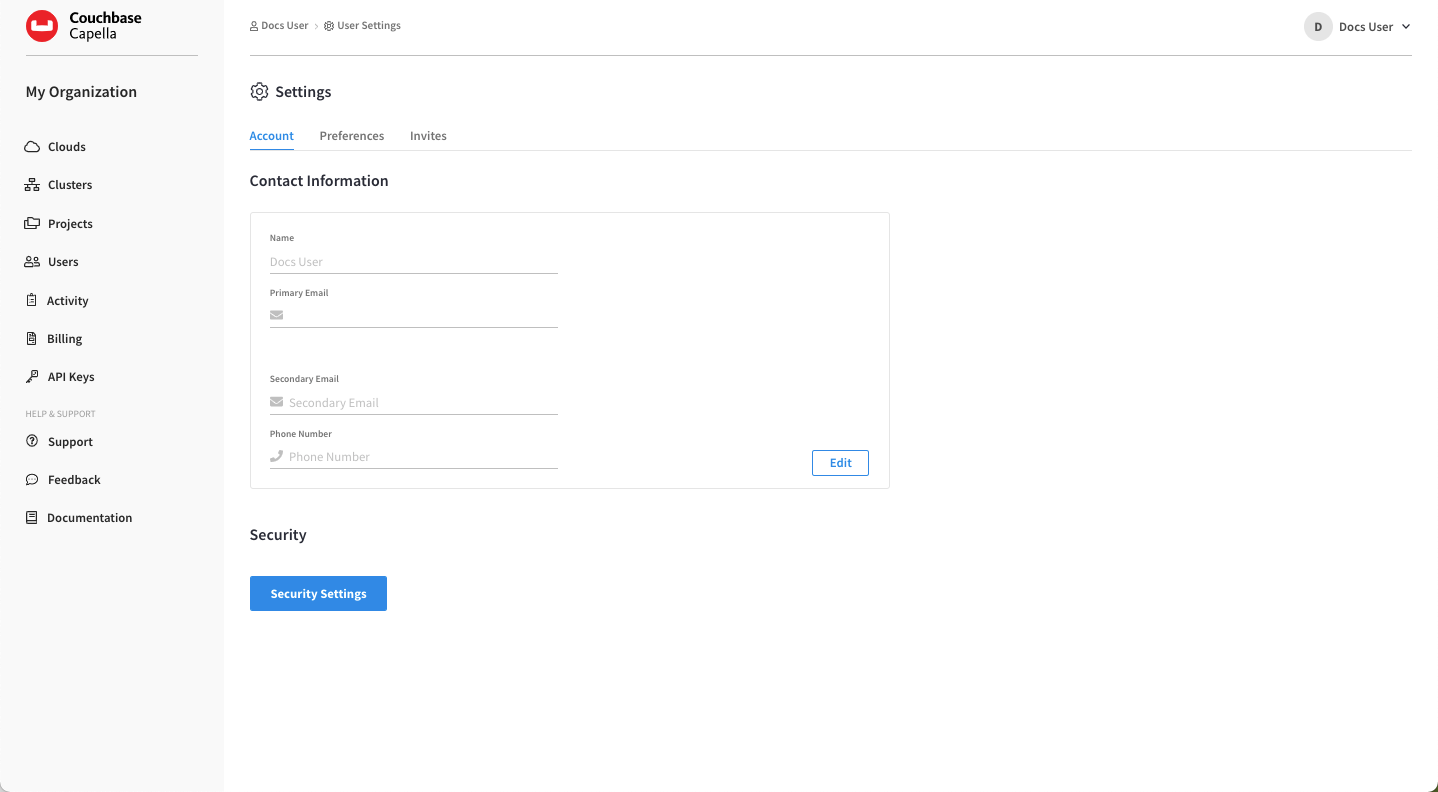 Couchbase
Capella
Docs User > User Settings
D Docs User
My Organization
Settings
Account Preferences Invites
Clouds
Clusters
Projects
Users
Activity
Billing
API Keys
HELP & SUPPORT
Support
Feedback
Documentation
Contact Information
Name
Docs User
Primary Email
Secondary Email
Secondary Email
Phone Number
Phone Number
Edit
Security
Security Settings